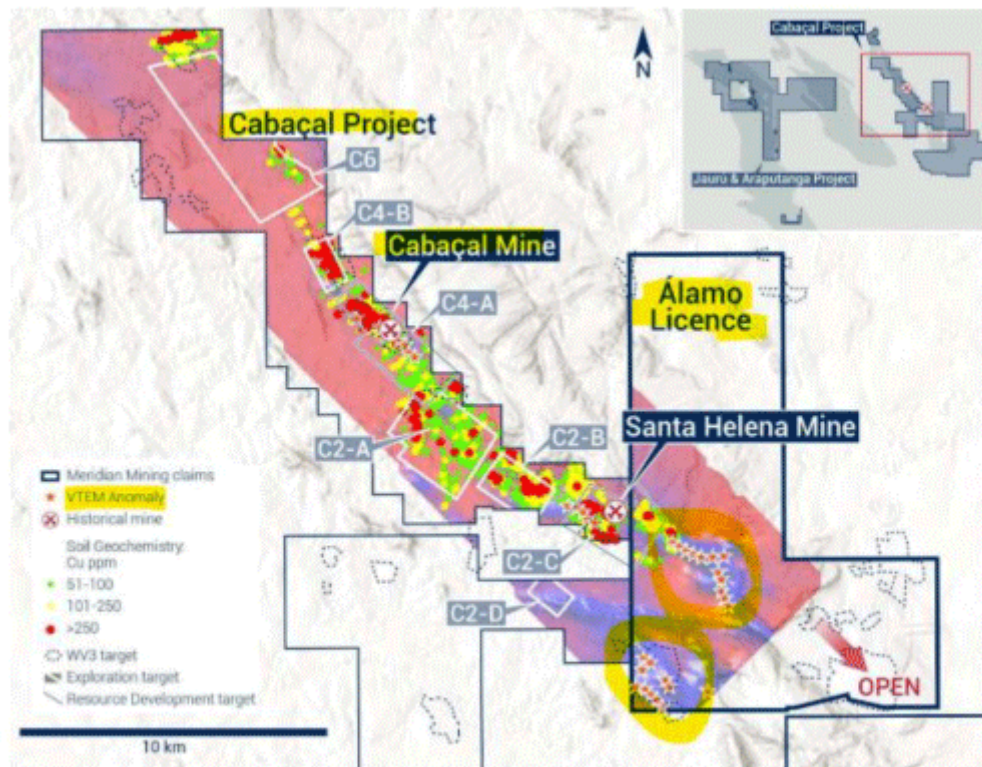 Cabaçal Project
Jaurú & Araputanga Project
N
Cabaçal Project
C6
C4-B
Cabaçal Mine
C4-A
Álamo
Licence
C2-A
C2-B
Santa Helena Mine
C2-C
C2-D
OPEN
Meridian Mining claims
VTEM Anomaly
Historical mine
Soil Geochemistry:
Cu ppm
51-100
101-250
>250
WV3 target
Exploration target
Resource Development target
10 km